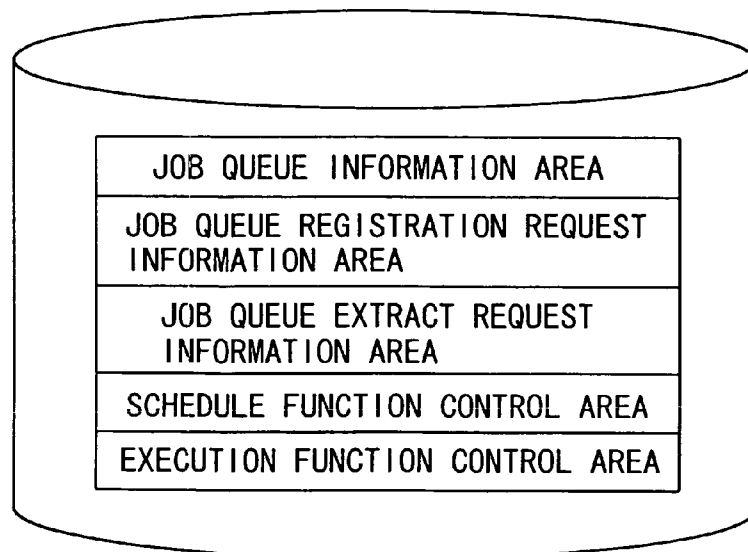 JOB QUEUE INFORMATION AREA
JOB QUEUE REGISTRATION REQUEST
INFORMATION AREA
JOB QUEUE EXTRACT REQUEST
INFORMATION AREA
SCHEDULE FUNCTION CONTROL AREA
EXECUTION FUNCTION CONTROL AREA